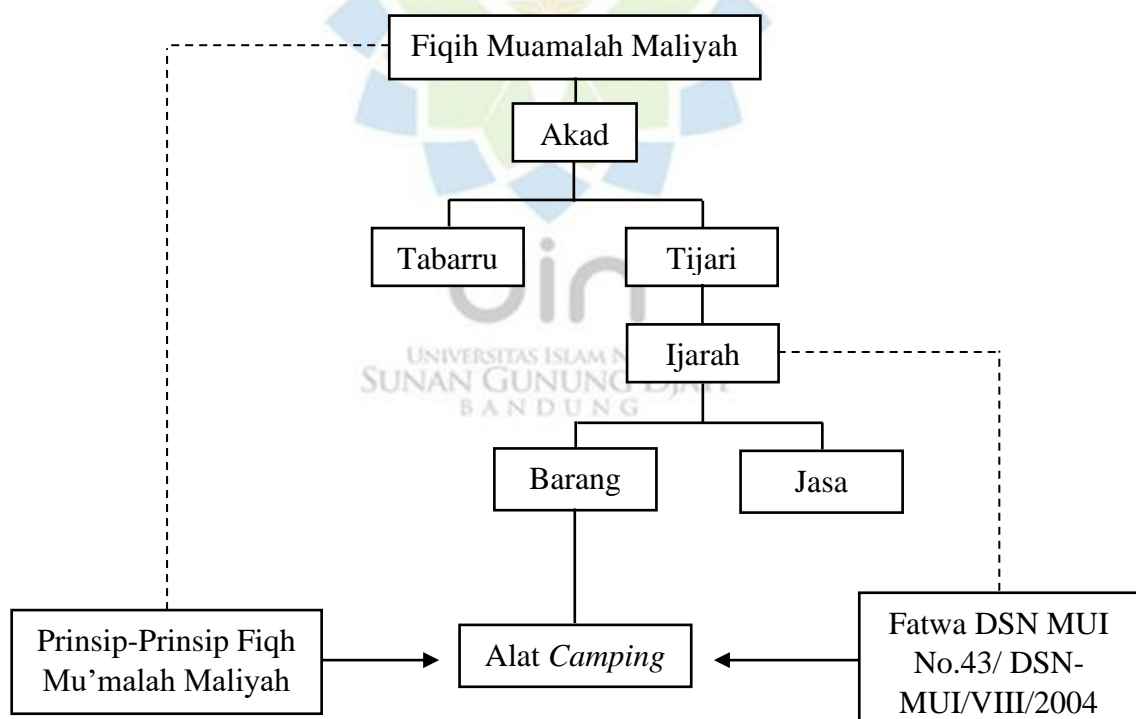 Fiqih Muamalah Maliyah
Akad
Tabarru
Tijari
uin
Ijarah
UNIVERSITAS ISLAM N
SUNAN GUNUNG DJATI
BANDUNG
Barang
Jasa
Prinsip-Prinsip Fiqh
Mu’malah Maliyah
Alat Camping
Fatwa DSN MUI
No.43/ DSN-
MUI/VIII/2004